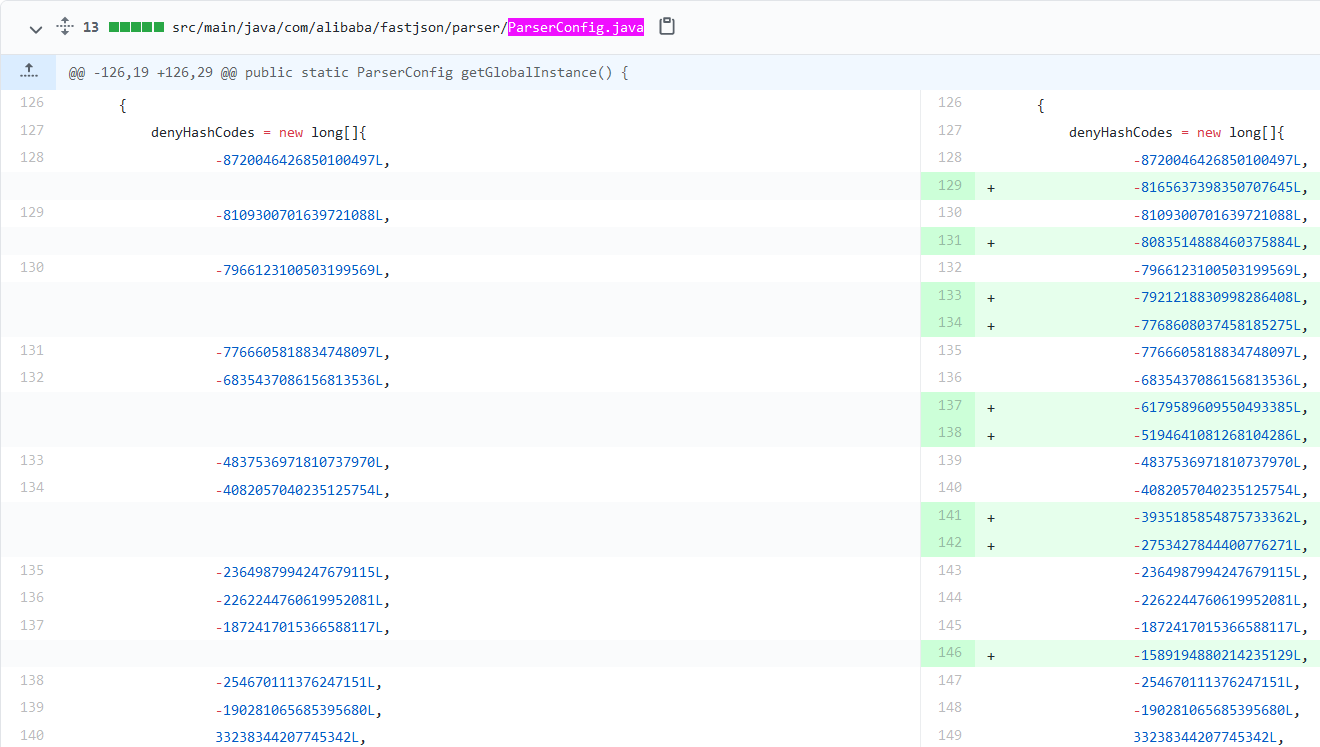 13 src/main/java/com/alibaba/fastjson/parser/ParserConfig.java
@@ -126,19 +126,29 @@ public static ParserConfig getGlobalInstance() {
126 { 126 {
127 denyHashCodes = new long[]{ 127 denyHashCodes = new long[]{
128 -8720046426850100497L, 128 -8720046426850100497L,
129 + -8165637398350707645L,
129 -8109300701639721088L, 130 -8109300701639721088L,
131 + -8083514888460375884L,
130 -7966123100503199569L, 132 -7966123100503199569L,
133 + -7921218830998286408L,
134 + -7768608037458185275L,
131 -7766605818834748097L, 135 -7766605818834748097L,
132 -6835437086156813536L, 136 -6835437086156813536L,
137 + -6179589609550493385L,
138 + -5194641081268104286L,
133 -4837536971810737970L, 139 -4837536971810737970L,
134 -4082057040235125754L, 140 -4082057040235125754L,
141 + -3935185854875733362L,
142 + -2753427844400776271L,
135 -2364987994247679115L, 143 -2364987994247679115L,
136 -2262244760619952081L, 144 -2262244760619952081L,
137 -1872417015366588117L, 145 -1872417015366588117L,
146 + -1589194880214235129L,
138 -254670111376247151L, 147 -254670111376247151L,
139 -190281065685395680L, 148 -190281065685395680L,
140 33238344207745342L, 149 33238344207745342L,